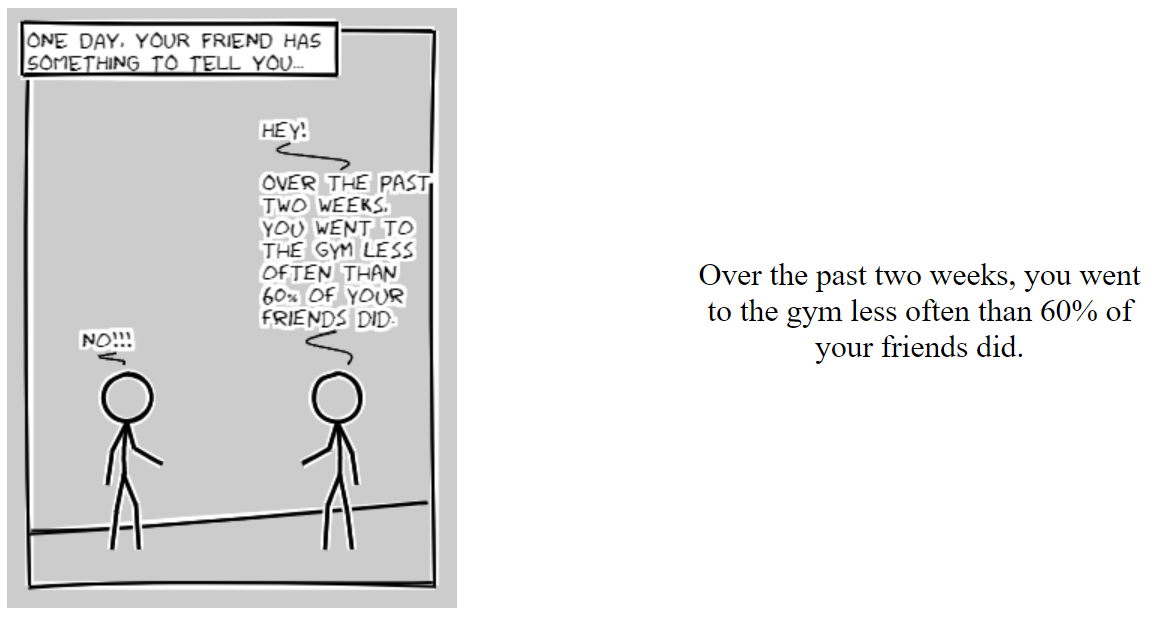 ONE DAY, YOUR FRIEND HAS
SOMETHING TO TELL YOU...
HEY!
OVER THE PAST
TWO WEEKS,
YOU WENT TO
THE GYM LESS
OFTEN THAN
60% OF YOUR
FRIENDS DID.
NO!!!
Over the past two weeks, you went
to the gym less often than 60% of
your friends did.